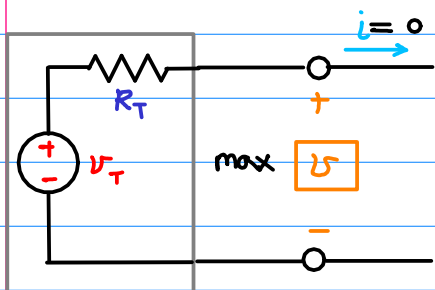 i = 0
R_T
+
+
-
v_T
max v
-